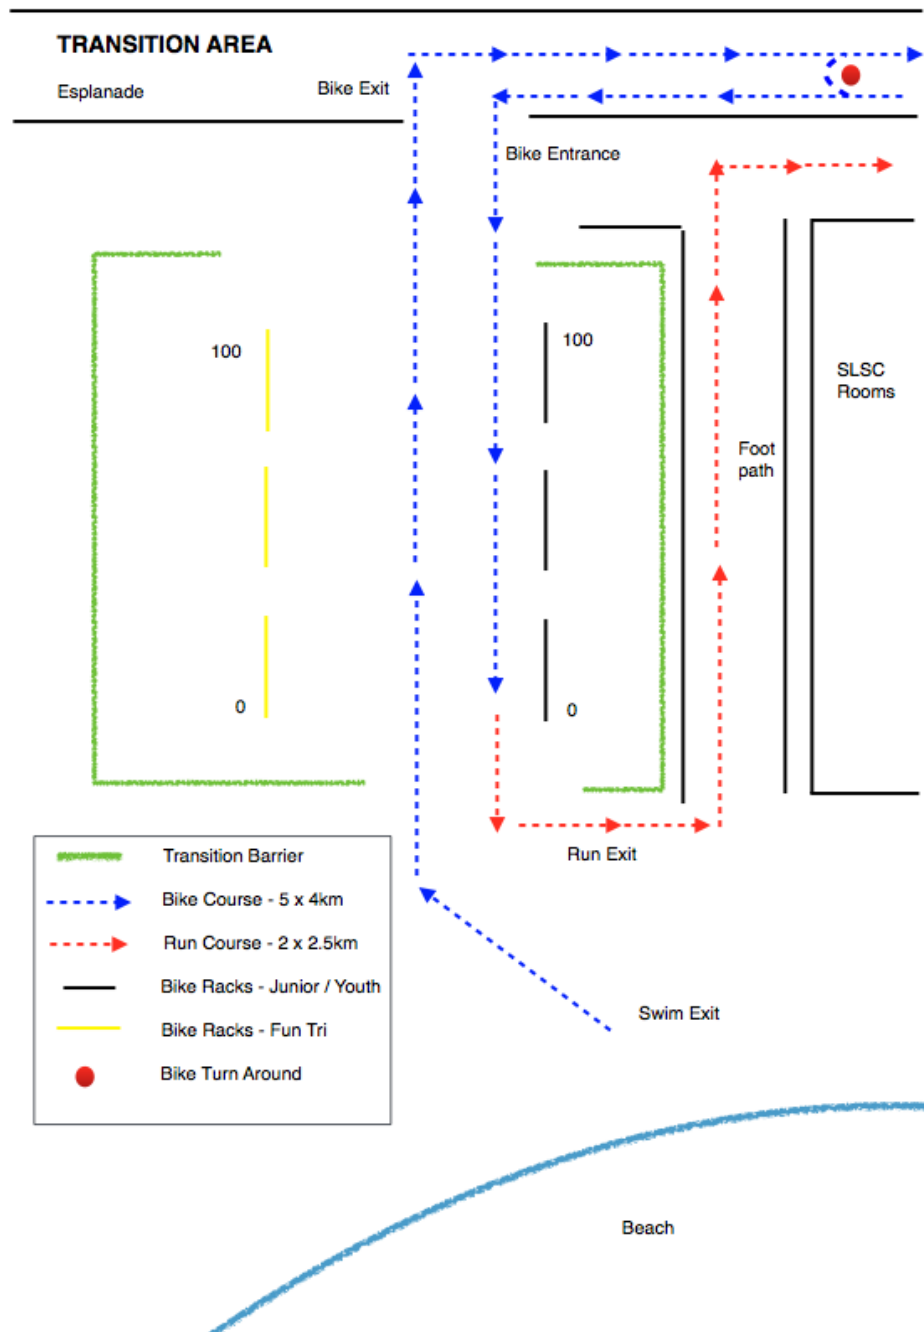 TRANSITION AREA
Esplanade
Bike Exit
Bike Entrance
100
100
SLSC
Rooms
Foot
path
0
0
Run Exit
Transition Barrier
Bike Course - 5 x 4km
Run Course - 2 x 2.5km
Bike Racks - Junior / Youth
Bike Racks - Fun Tri
Bike Turn Around
Swim Exit
Beach